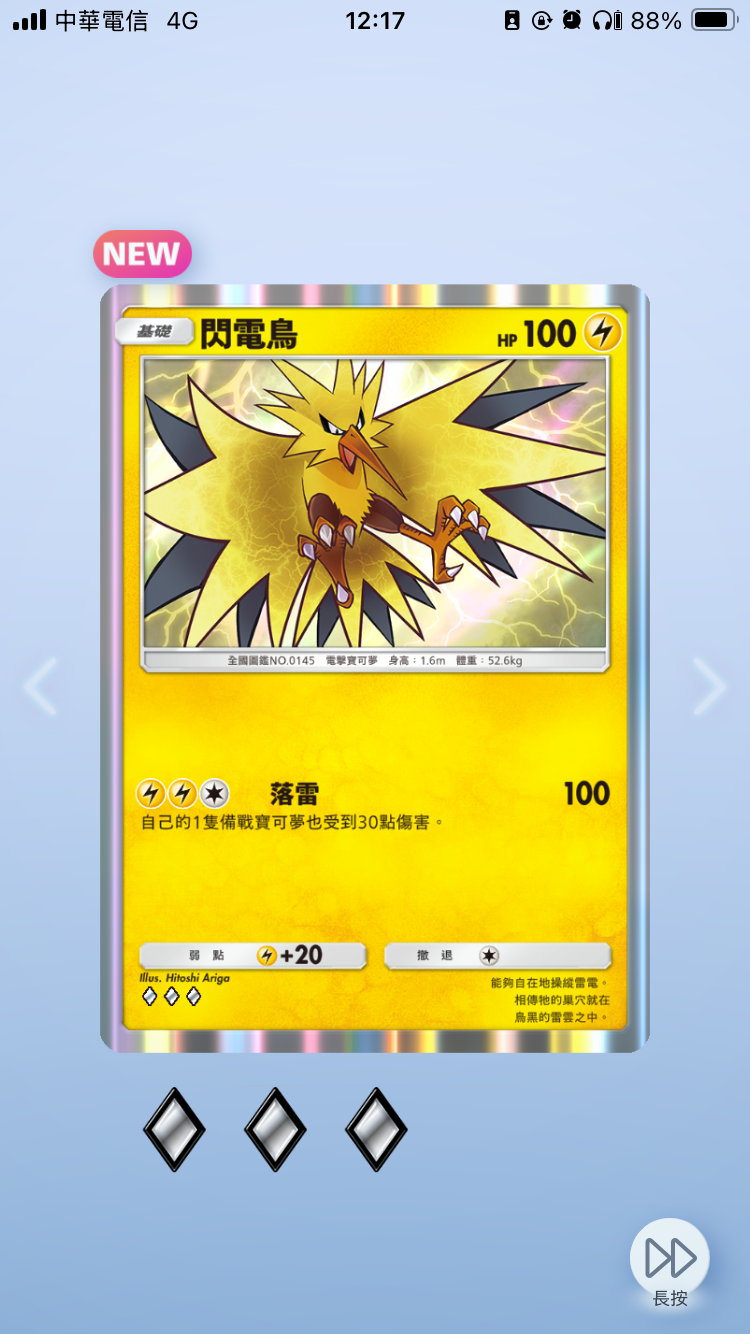 中華電信 4G 12:17 88%
NEW
基礎 閃電鳥 HP 100
全國圖鑑NO.0145 電擊寶可夢 身高：1.6m 體重：52.6kg
落雷 100
自己的1隻備戰寶可夢也受到30點傷害。
弱點 +20 撤退
Illus. Hitoshi Ariga
能夠自在地操縱雷電。
相傳牠的巢穴就在
烏黑的雷雲之中。
長按